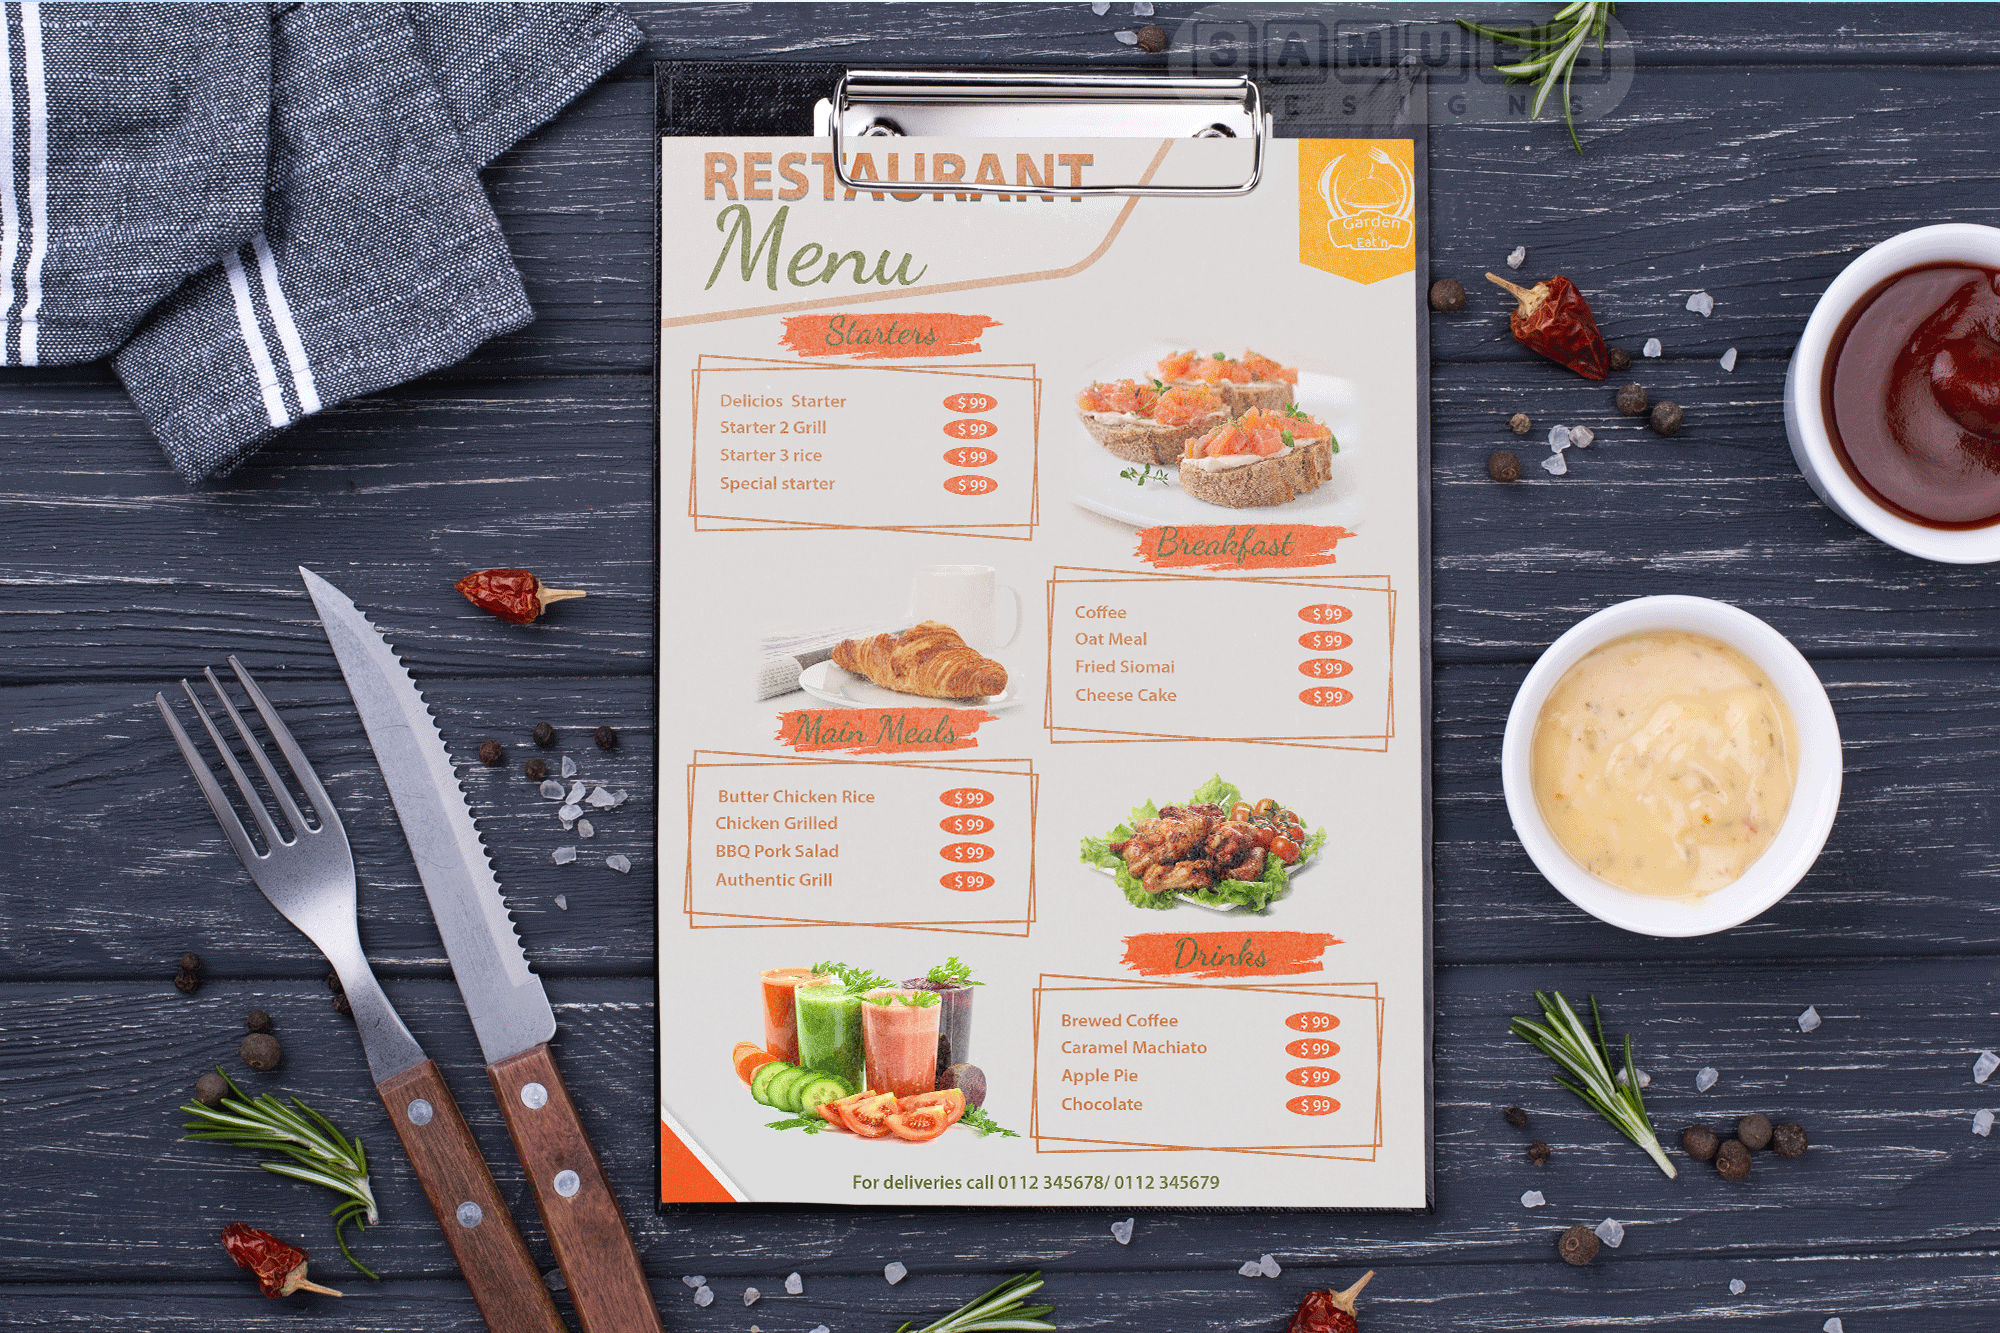 SAMUEL
DESIGNS
RESTAURANT
Menu
Garden
Eat'n
Starters
Delicios Starter $ 99
Starter 2 Grill $ 99
Starter 3 rice $ 99
Special starter $ 99
Breakfast
Coffee $ 99
Oat Meal $ 99
Fried Siomai $ 99
Cheese Cake $ 99
Main Meals
Butter Chicken Rice $ 99
Chicken Grilled $ 99
BBQ Pork Salad $ 99
Authentic Grill $ 99
Drinks
Brewed Coffee $ 99
Caramel Machiato $ 99
Apple Pie $ 99
Chocolate $ 99
For deliveries call 0112 345678/ 0112 345679